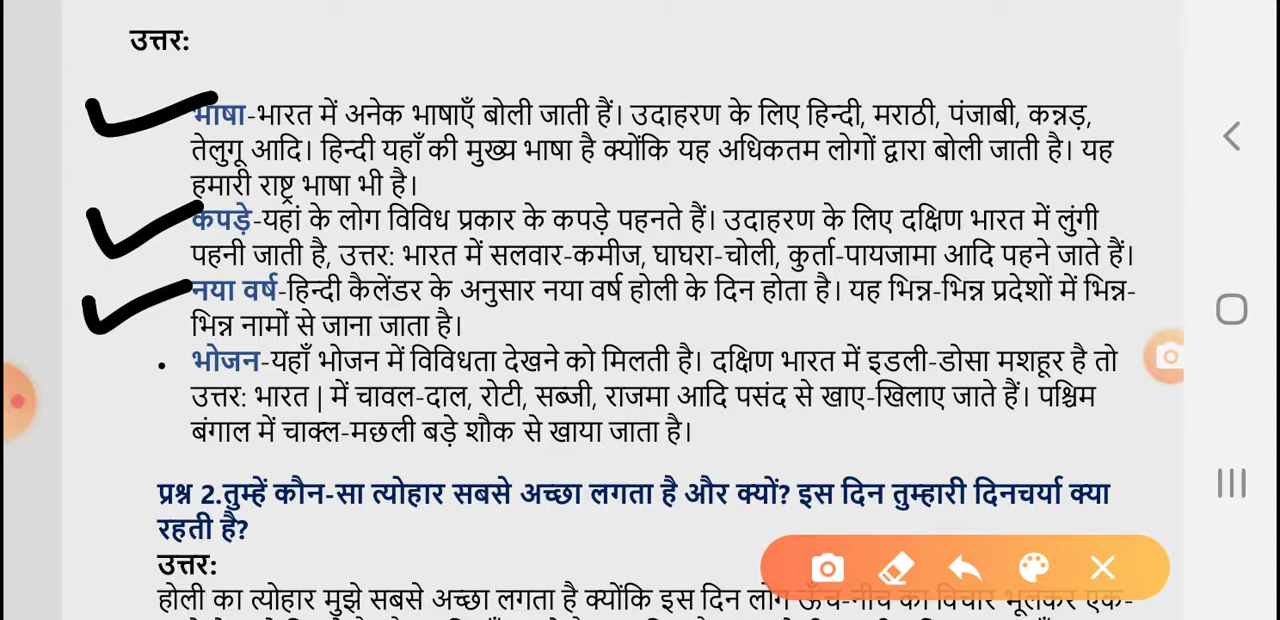 उत्तर:
भाषा-भारत में अनेक भाषाएँ बोली जाती हैं। उदाहरण के लिए हिन्दी, मराठी, पंजाबी, कन्नड़,
तेलुगू आदि। हिन्दी यहाँ की मुख्य भाषा है क्योंकि यह अधिकतम लोगों द्वारा बोली जाती है। यह
हमारी राष्ट्र भाषा भी है।
कपड़े-यहां के लोग विविध प्रकार के कपड़े पहनते हैं। उदाहरण के लिए दक्षिण भारत में लुंगी
पहनी जाती है, उत्तर: भारत में सलवार-कमीज, घाघरा-चोली, कुर्ता-पायजामा आदि पहने जाते हैं।
नया वर्ष-हिन्दी कैलेंडर के अनुसार नया वर्ष होली के दिन होता है। यह भिन्न-भिन्न प्रदेशों में भिन्न-
भिन्न नामों से जाना जाता है।
• भोजन-यहाँ भोजन में विविधता देखने को मिलती है। दक्षिण भारत में इडली-डोसा मशहूर है तो
उत्तर: भारत | में चावल-दाल, रोटी, सब्जी, राजमा आदि पसंद से खाए-खिलाए जाते हैं। पश्चिम
बंगाल में चाक्ल-मछली बड़े शौक से खाया जाता है।
प्रश्न 2.तुम्हें कौन-सा त्योहार सबसे अच्छा लगता है और क्यों? इस दिन तुम्हारी दिनचर्या क्या
रहती है?
उत्तर:
होली का त्योहार मुझे सबसे अच्छा लगता है क्योंकि इस दिन लोग ऊँच-नीच का विचार भूलकर एक-